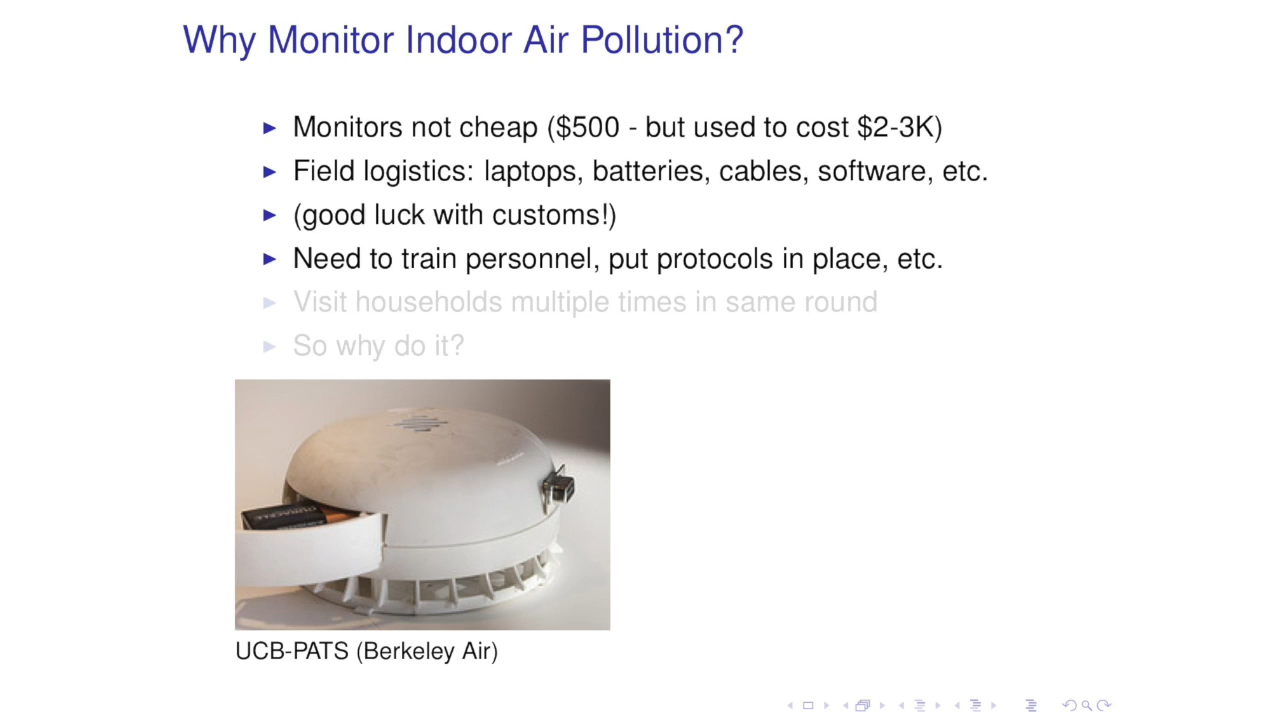 Why Monitor Indoor Air Pollution?
Monitors not cheap ($500 - but used to cost $2-3K)
Field logistics: laptops, batteries, cables, software, etc.
(good luck with customs!)
Need to train personnel, put protocols in place, etc.
Visit households multiple times in same round
So why do it?
DURACELL
UCB-PATS (Berkeley Air)